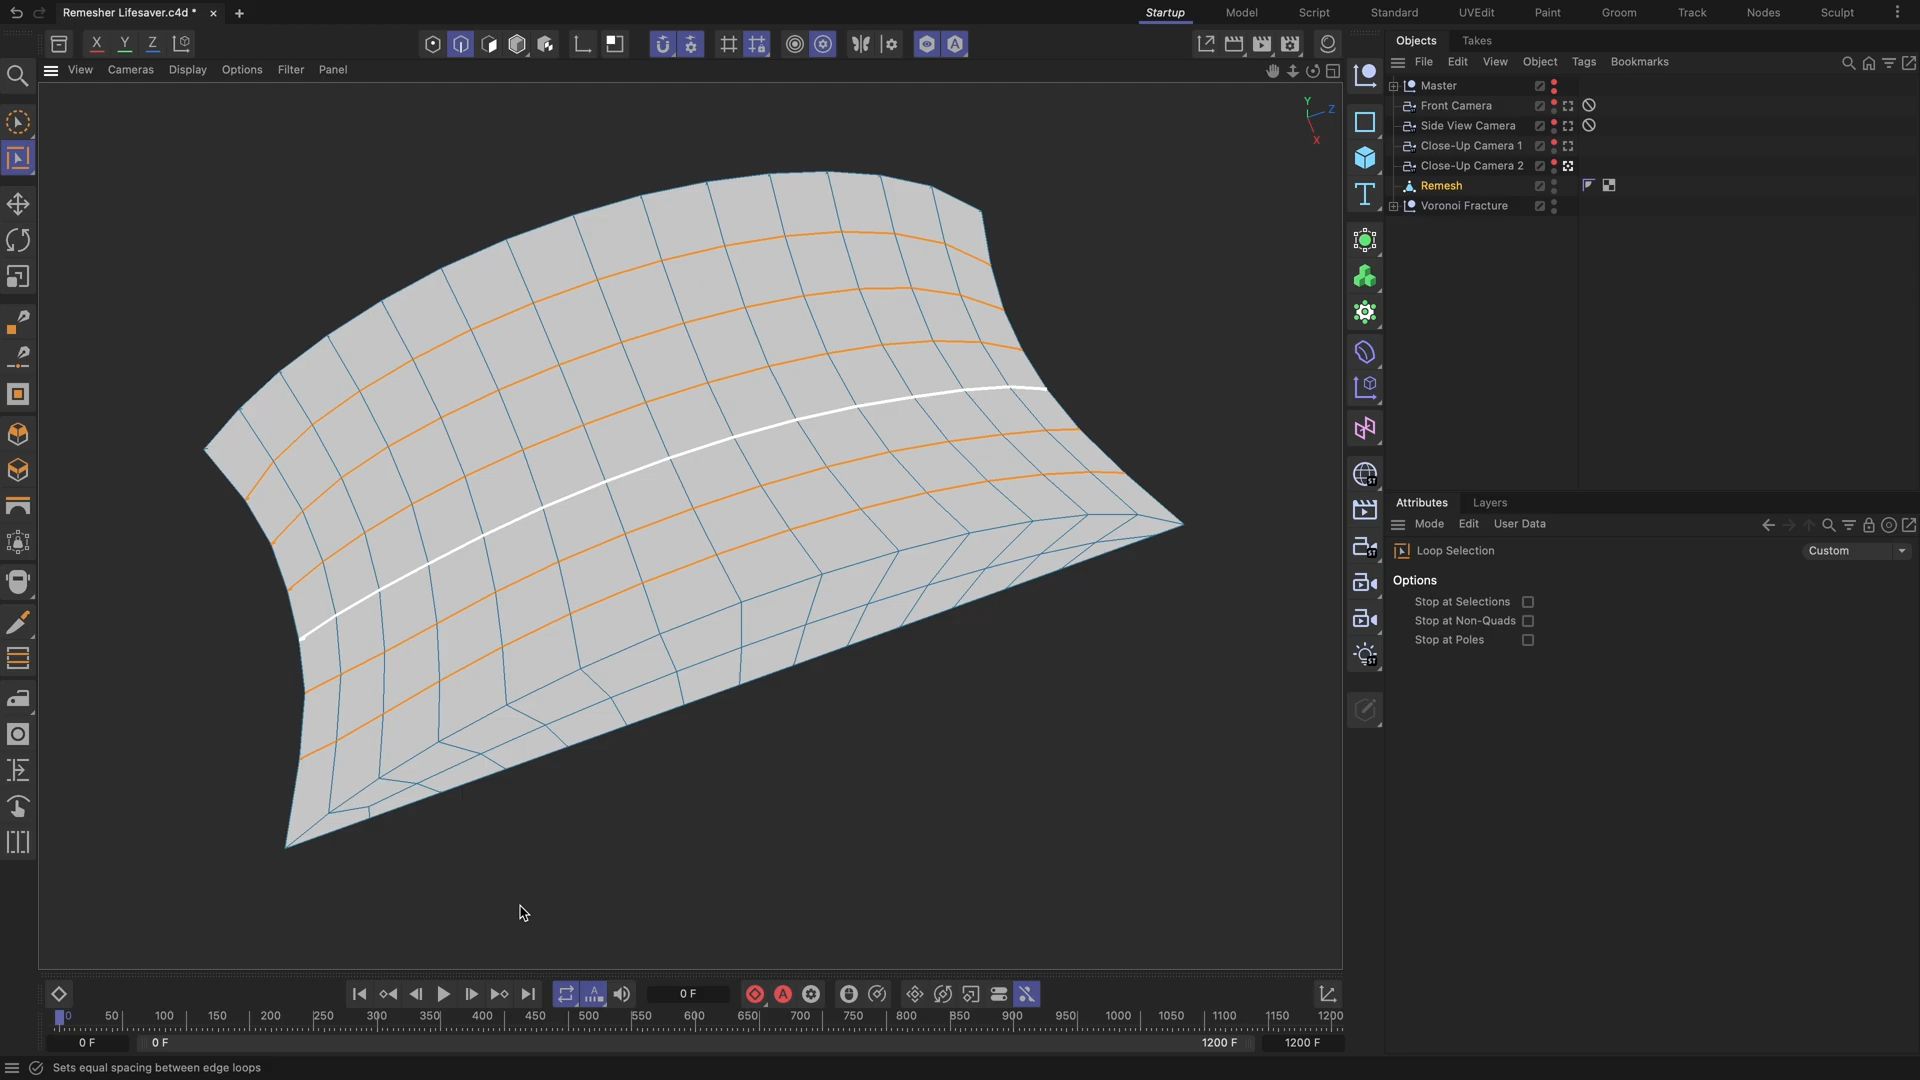 Remesher Lifesaver.c4d *
Startup
Model
Script
Standard
UVEdit
Paint
Groom
Track
Nodes
Sculpt
X
Y
Z
View
Cameras
Display
Options
Filter
Panel
Y
Z
X
Objects
Takes
File
Edit
View
Object
Tags
Bookmarks
Master
Front Camera
Side View Camera
Close-Up Camera 1
Close-Up Camera 2
Remesh
Voronoi Fracture
Attributes
Layers
Mode
Edit
User Data
Loop Selection
Custom
Options
Stop at Selections
Stop at Non-Quads
Stop at Poles
0 F
0
50
100
150
200
250
300
350
400
450
500
550
600
650
700
750
800
850
900
950
1000
1050
1100
1150
1200
0 F
0 F
1200 F
1200 F
Sets equal spacing between edge loops